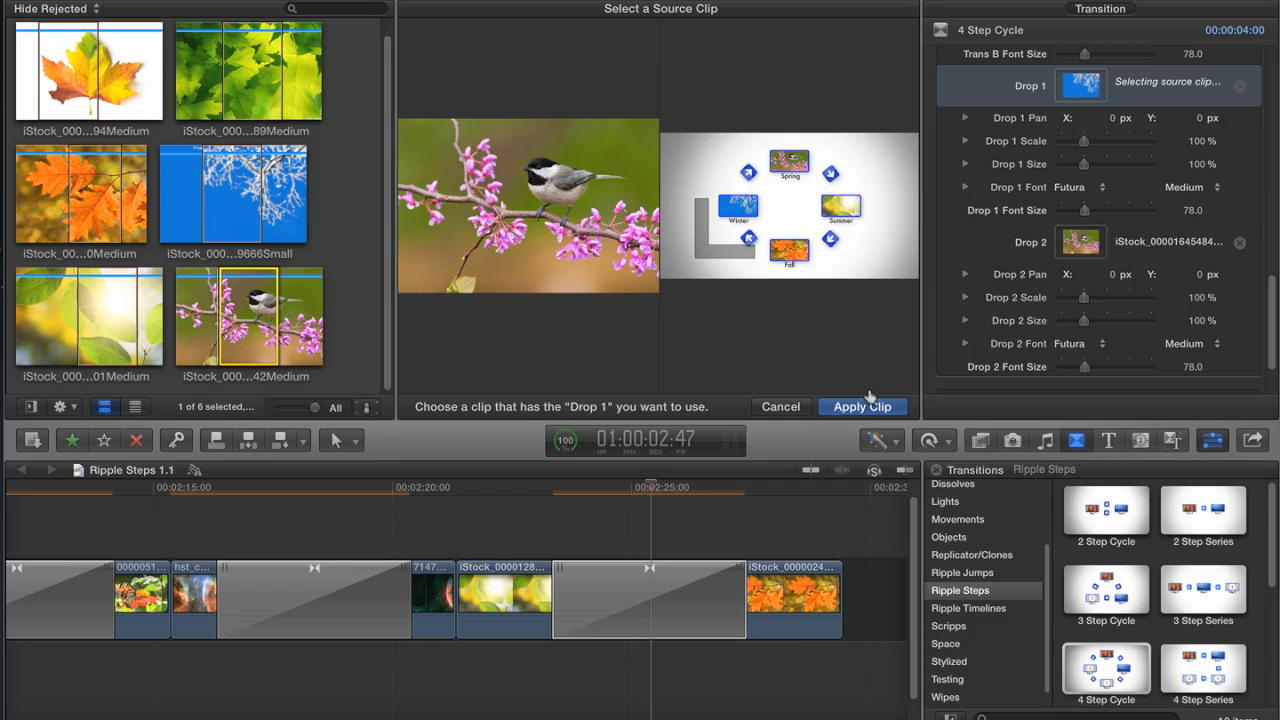 Hide Rejected
iStock_000...94Medium
iStock_000...89Medium
iStock_00...0Medium
iStock_000...9666Small
iStock_000...01Medium
iStock_000...42Medium
1 of 6 selected,...
All
Select a Source Clip
Spring
Winter
Summer
Fall
Choose a clip that has the "Drop 1" you want to use.
Cancel
Apply Clip
Transition
4 Step Cycle
00:00:04:00
Trans B Font Size 78.0
Drop 1 Selecting source clip...
Drop 1 Pan X: 0 px Y: 0 px
Drop 1 Scale 100 %
Drop 1 Size 100 %
Drop 1 Font Futura Medium
Drop 1 Font Size 78.0
Drop 2 iStock_00001645484...
Drop 2 Pan X: 0 px Y: 0 px
Drop 2 Scale 100 %
Drop 2 Size 100 %
Drop 2 Font Futura Medium
Drop 2 Font Size 78.0
100
01:00:02:47
HR MIN SEC FR
Ripple Steps 1.1
00:02:15:00
00:02:20:00
00:02:25:00
0000051...
hst_c...
7147...
iStock_0000128...
iStock_0000024...
Transitions Ripple Steps
Dissolves
Lights
Movements
Objects
Replicator/Clones
Ripple Jumps
Ripple Steps
Ripple Timelines
Scripps
Space
Stylized
Testing
Wipes
2 Step Cycle
2 Step Series
3 Step Cycle
3 Step Series
4 Step Cycle
4 Step Series